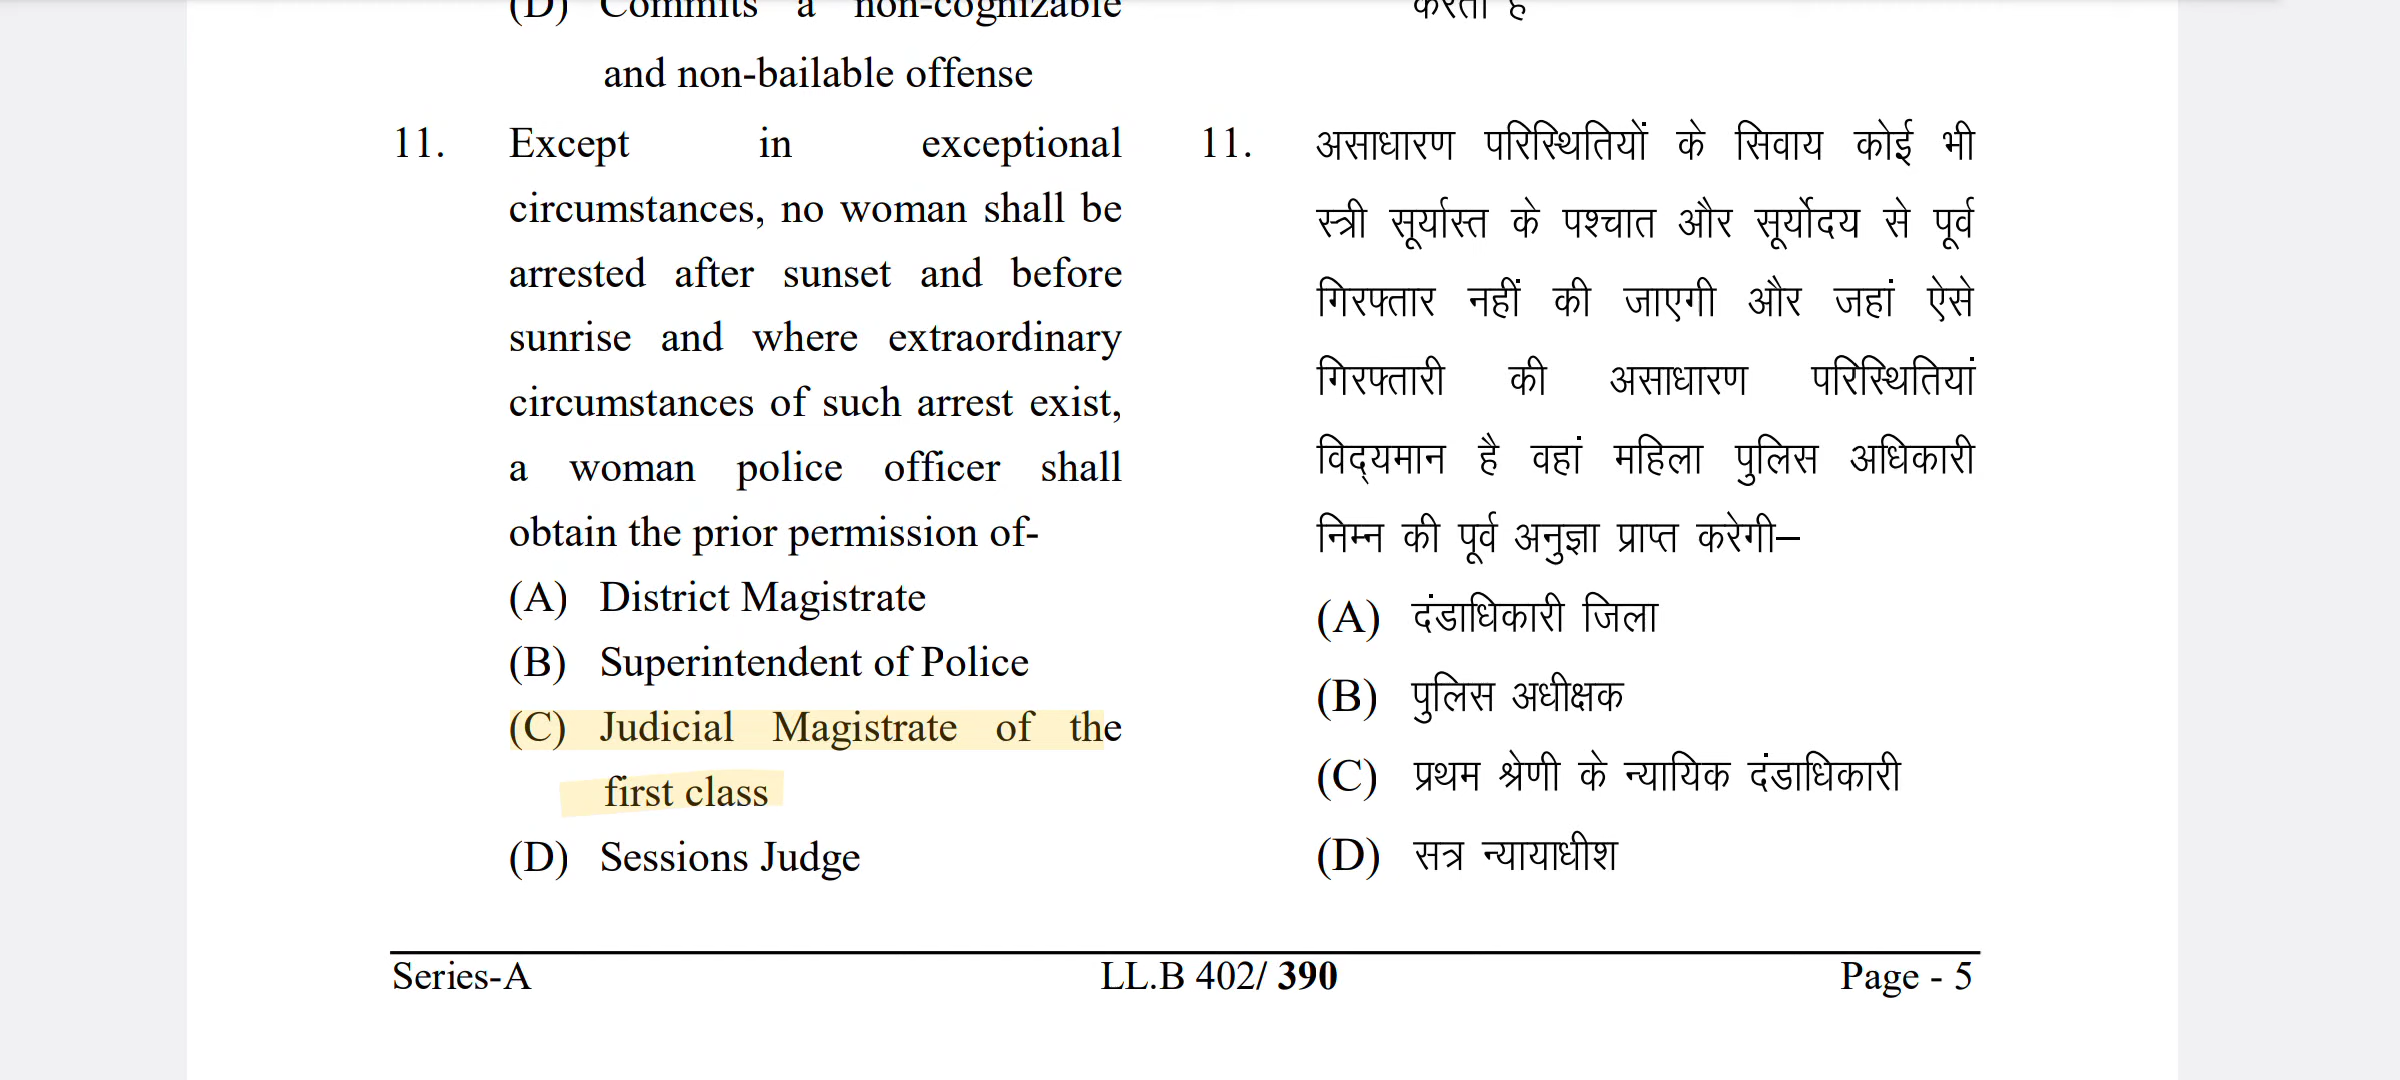 (D) Commits a non-cognizable
and non-bailable offense
11. Except in exceptional
circumstances, no woman shall be
arrested after sunset and before
sunrise and where extraordinary
circumstances of such arrest exist,
a woman police officer shall
obtain the prior permission of-
(A) District Magistrate
(B) Superintendent of Police
(C) Judicial Magistrate of the
first class
(D) Sessions Judge
करता है
11. असाधारण परिस्थितियों के सिवाय कोई भी
स्त्री सूर्यास्त के पश्चात और सूर्योदय से पूर्व
गिरफ्तार नहीं की जाएगी और जहां ऐसे
गिरफ्तारी की असाधारण परिस्थितियां
विद्यमान है वहां महिला पुलिस अधिकारी
निम्न की पूर्व अनुज्ञा प्राप्त करेगी–
(A) दंडाधिकारी जिला
(B) पुलिस अधीक्षक
(C) प्रथम श्रेणी के न्यायिक दंडाधिकारी
(D) सत्र न्यायाधीश
Series-A LL.B 402/ 390 Page - 5